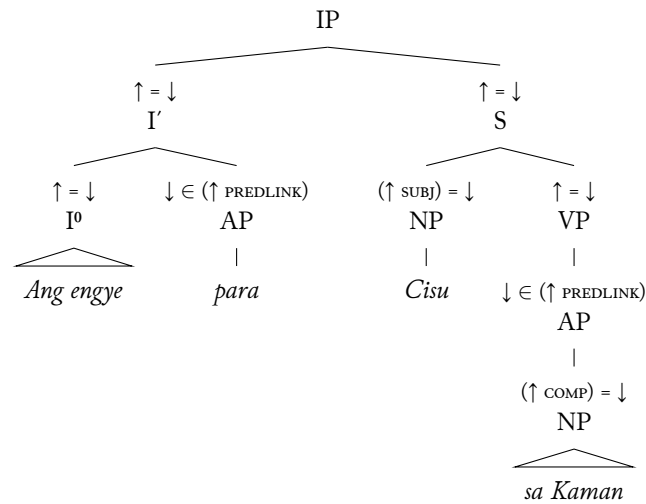 IP
↑ = ↓ ↑ = ↓
I′ S
↑ = ↓ ↓ ∈ (↑ PREDLINK) (↑ SUBJ) = ↓ ↑ = ↓
I⁰ AP NP VP
Ang engye para Cisu ↓ ∈ (↑ PREDLINK)
AP
(↑ COMP) = ↓
NP
sa Kaman